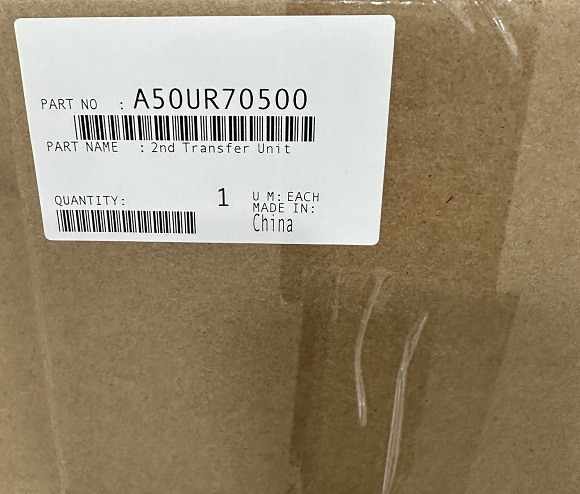 PART NO : A50UR70500
PART NAME : 2nd Transfer Unit
QUANTITY: 1 U M: EACH
MADE IN:
China